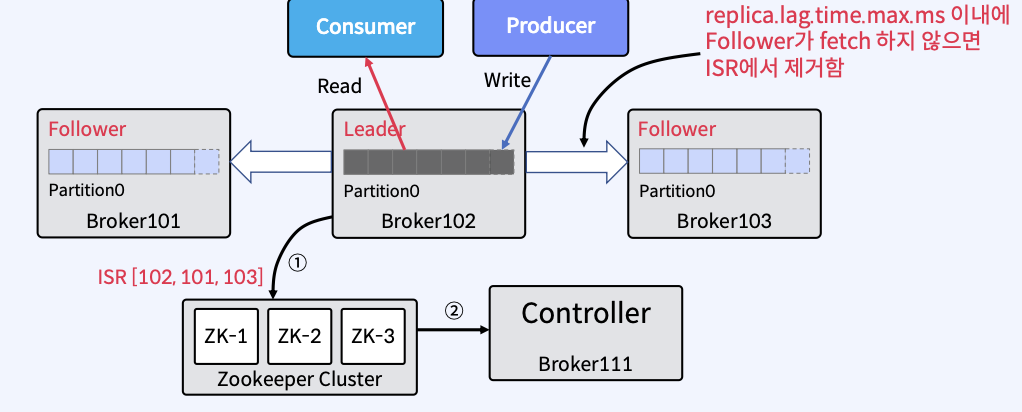 Consumer
Producer
replica.lag.time.max.ms 이내에
Follower가 fetch 하지 않으면
ISR에서 제거함
Read
Write
Follower
Partition0
Broker101
Leader
Partition0
Broker102
Follower
Partition0
Broker103
ISR [102, 101, 103]
①
ZK-1
ZK-2
ZK-3
Zookeeper Cluster
②
Controller
Broker111